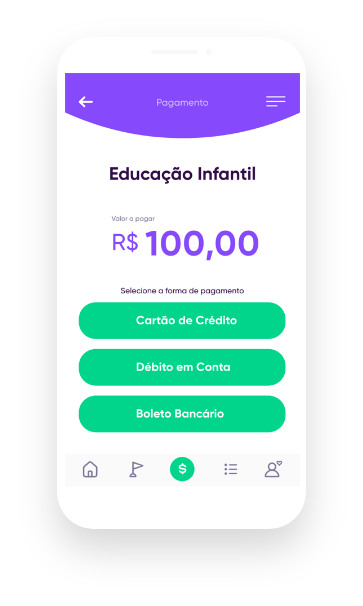 Pagamento
Educação Infantil
Valor a pagar
R$ 100,00
Selecione a forma de pagamento
Cartão de Crédito
Débito em Conta
Boleto Bancário
$